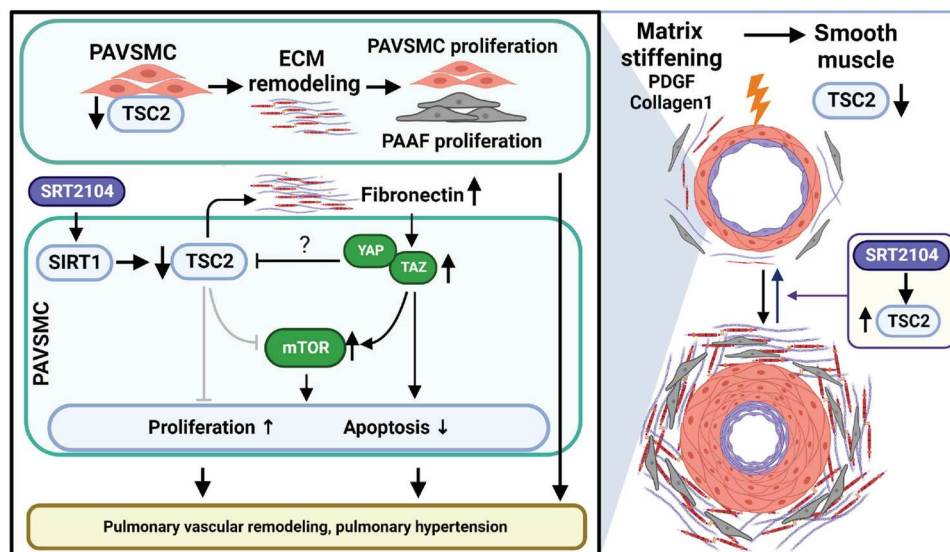 PAVSMC
TSC2
ECM
remodeling
PAVSMC proliferation
PAAF proliferation
SRT2104
SIRT1
TSC2
Fibronectin
?
YAP
TAZ
mTOR
PAVSMC
Proliferation ↑ Apoptosis ↓
Pulmonary vascular remodeling, pulmonary hypertension
Matrix
stiffening
PDGF
Collagen1
Smooth
muscle
TSC2
SRT2104
TSC2